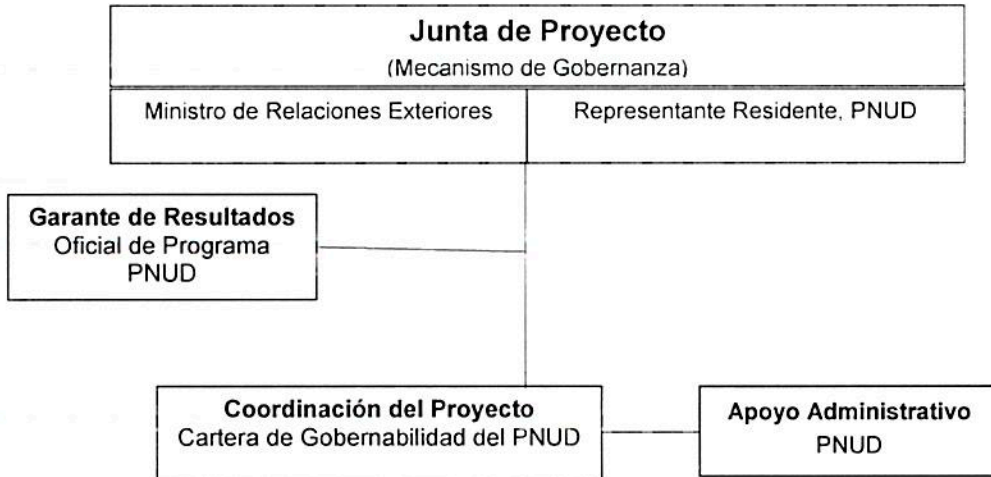 Junta de Proyecto
(Mecanismo de Gobernanza)
Ministro de Relaciones Exteriores
Representante Residente, PNUD
Garante de Resultados
Oficial de Programa
PNUD
Coordinación del Proyecto
Cartera de Gobernabilidad del PNUD
Apoyo Administrativo
PNUD